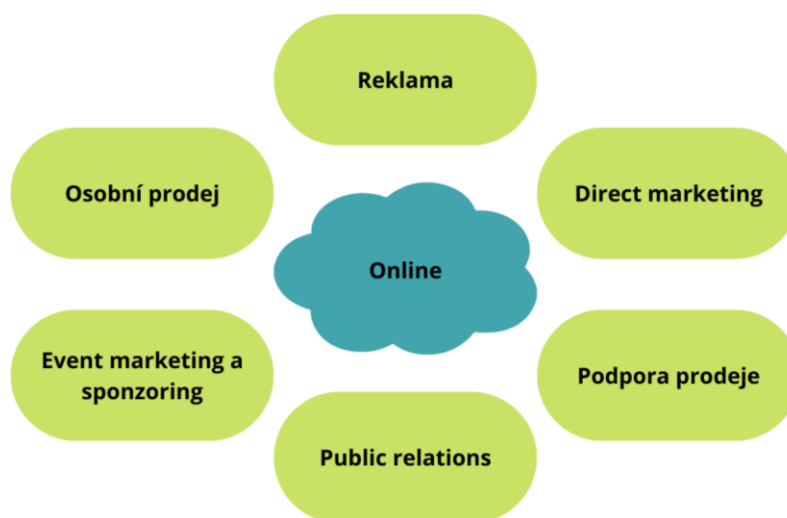 Reklama
Osobní prodej
Direct marketing
Online
Event marketing a
sponzoring
Podpora prodeje
Public relations